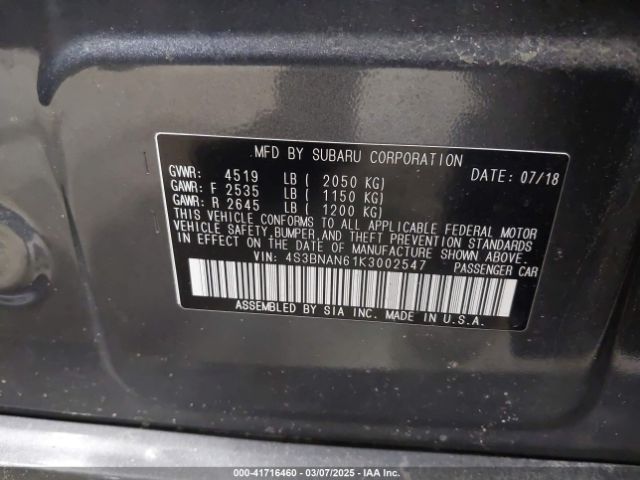 MFD BY SUBARU CORPORATION
GVWR: 4519 LB ( 2050 KG) DATE: 07/18
GAWR: F 2535 LB ( 1150 KG)
GAWR: R 2645 LB ( 1200 KG)
THIS VEHICLE CONFORMS TO ALL APPLICABLE FEDERAL MOTOR
VEHICLE SAFETY,BUMPER,AND THEFT PREVENTION STANDARDS
IN EFFECT ON THE DATE OF MANUFACTURE SHOWN ABOVE.
VIN: 4S3BNAN61K3002547 PASSENGER CAR
ASSEMBLED BY SIA INC. MADE IN U.S.A.
000-41716460 — 03/07/2025 — IAA Inc.